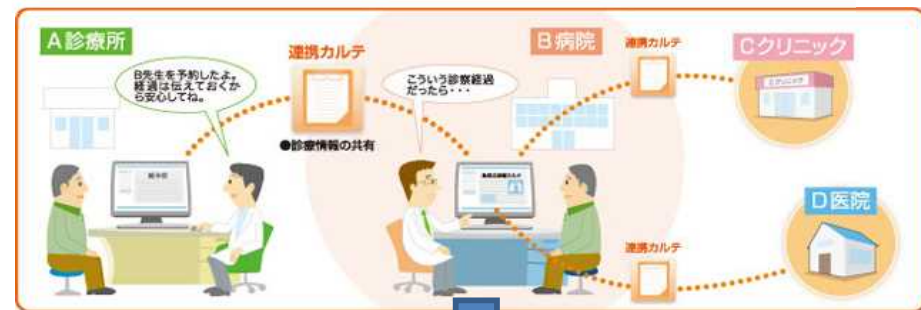 A診療所
B先生を予約したよ。
経過は伝えておくか
ら安心してね。
連携カルテ
●診療情報の共有
こういう診察経過
だったら・・・
B病院
連携カルテ
Cクリニック
連携カルテ
D医院